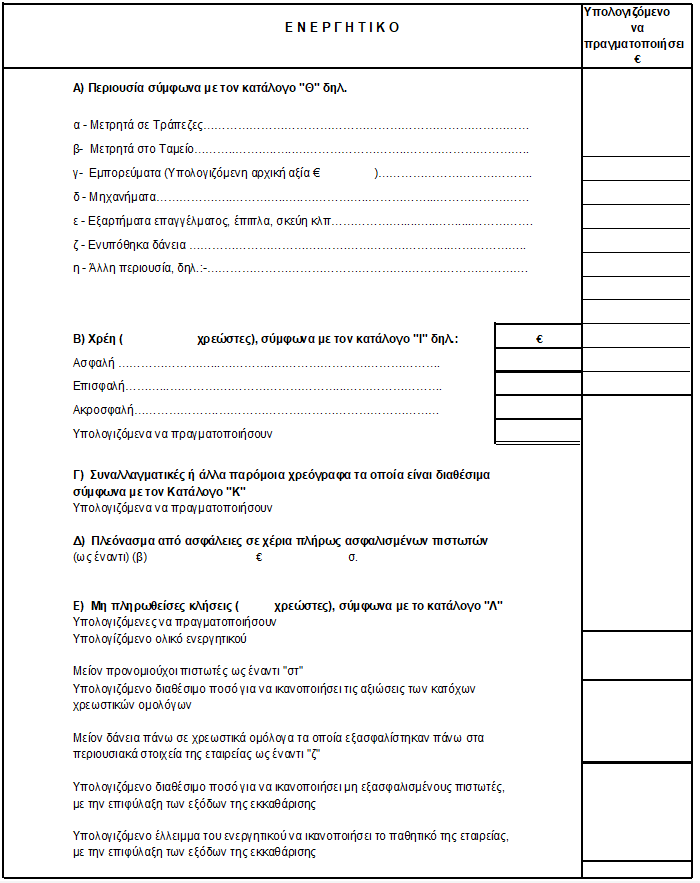 Ε Ν Ε Ρ Γ Η Τ Ι Κ Ο
Υπολογιζόμενο
να
πραγματοποιήσει
€
Α) Περιουσία σύμφωνα με τον κατάλογο "Θ" δηλ.
α - Μετρητά σε Τράπεζες……………………………………………………………………
β-  Μετρητά στο Ταμείο……………………………………………………………………
γ-  Εμπορεύματα (Υπολογιζόμενη αρχική αξία €                )………………………………
δ - Μηχανήματα……………………………………………………………………………
ε - Εξαρτήματα επαγγέλματος, έπιπλα, σκεύη κλπ…………………………………………
ζ - Ενυπόθηκα δάνεια ………………………………………………………………………
η - Άλλη περιουσία, δηλ.:-…………………………………………………………………
Β) Χρέη (                      χρεώστες), σύμφωνα με τον κατάλογο "Ι" δηλ.:
€
Ασφαλή ……………………………………………………………………
Επισφαλή……………………………………………………………………
Ακροσφαλή…………………………………………………………………
Υπολογιζόμενα να πραγματοποιήσουν
Γ)  Συναλλαγματικές ή άλλα παρόμοια χρεόγραφα τα οποία είναι διαθέσιμα
σύμφωνα με τον Κατάλογο "Κ"
Υπολογιζόμενα να πραγματοποιήσουν
Δ)  Πλεόνασμα από ασφάλειες σε χέρια πλήρως ασφαλισμένων πιστωτών
(ως έναντι) (β)                                € σ.
Ε)  Μη πληρωθείσες κλήσεις (          χρεώστες), σύμφωνα με το κατάλογο "Λ"
Υπολογιζόμενες να πραγματοποιήσουν
Υπολογίζόμενο ολικό ενεργητικού
Μείον προνομιούχοι πιστωτές ως έναντι "στ"
Υπολογιζόμενο διαθέσιμο ποσό για να ικανοποιήσει τις αξιώσεις των κατόχων
χρεωστικών ομολόγων
Μείον δάνεια πάνω σε χρεωστικά ομόλογα τα οποία εξασφαλίστηκαν πάνω στα
περιουσιακά στοιχεία της εταιρείας ως έναντι "ζ"
Υπολογιζόμενο διαθέσιμο ποσό για να ικανοποιήσει μη εξασφαλισμένους πιστωτές,
με την επιφύλαξη των εξόδων της εκκαθάρισης
Υπολογιζόμενο έλλειμμα του ενεργητικού να ικανοποιήσει το παθητικό της εταιρείας,
με την επιφύλαξη των εξόδων της εκκαθάρισης